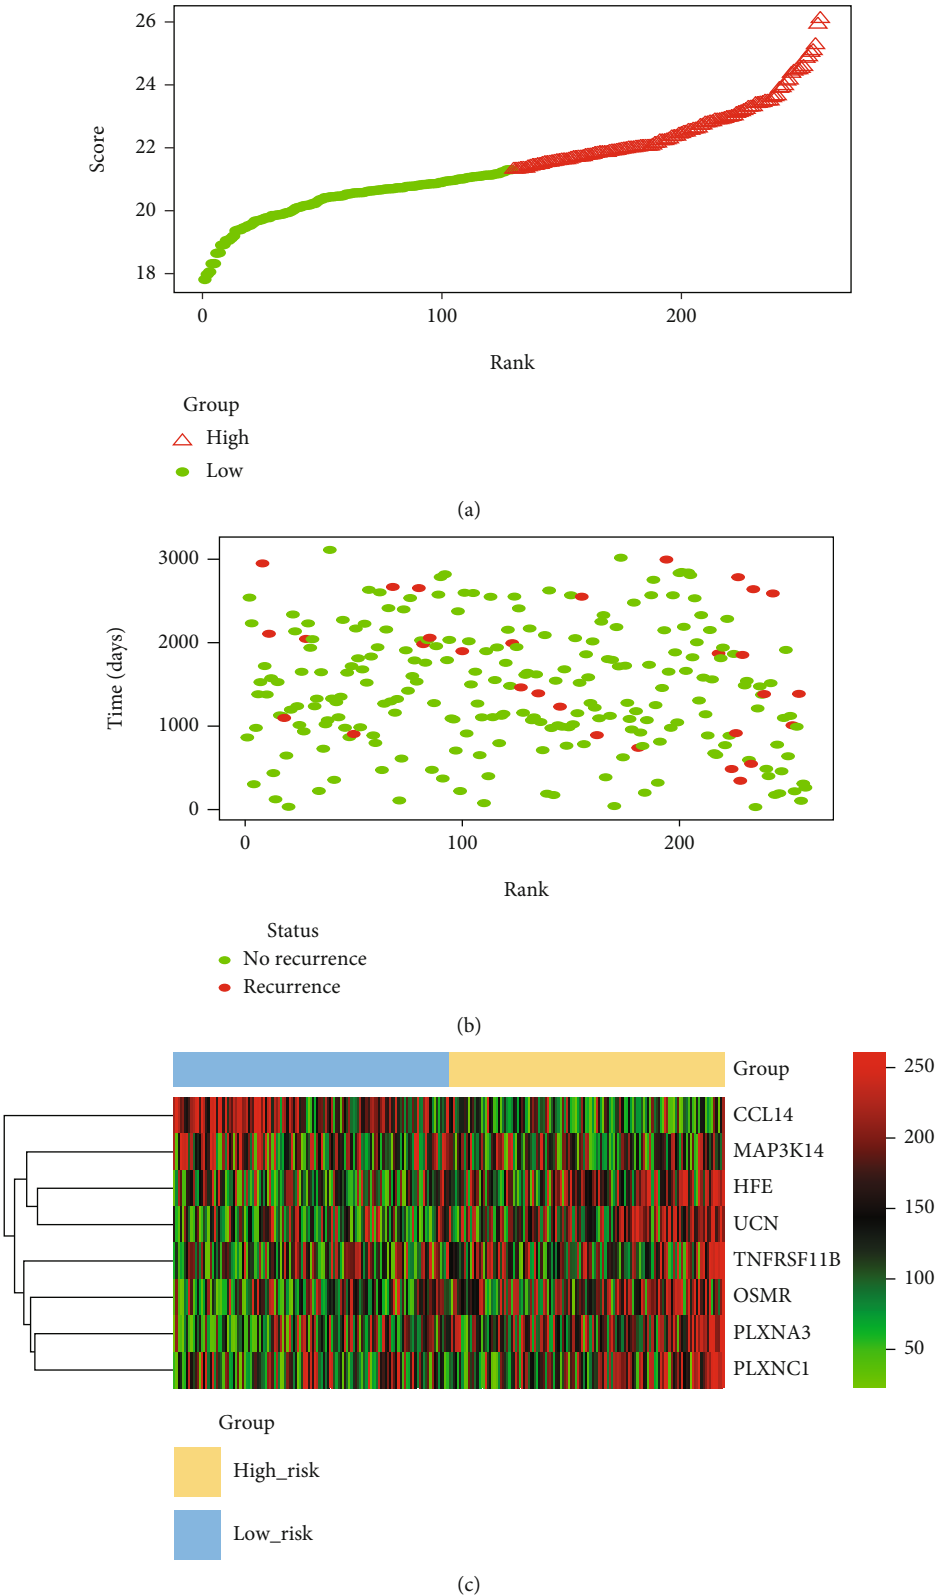 26
24
22
20
18
Score
0 100 200
Rank
Group
High
Low
(a)
3000
2000
1000
0
Time (days)
0 100 200
Rank
Status
No recurrence
Recurrence
(b)
Group
CCL14
MAP3K14
HFE
UCN
TNFRSF11B
OSMR
PLXNA3
PLXNC1
250
200
150
100
50
Group
High_risk
Low_risk
(c)